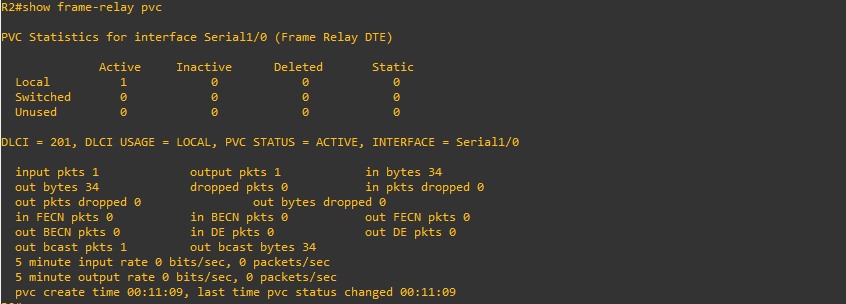 R2#show frame-relay pvc
PVC Statistics for interface Serial1/0 (Frame Relay DTE)
Active Inactive Deleted Static
Local 1 0 0 0
Switched 0 0 0 0
Unused 0 0 0 0
DLCI = 201, DLCI USAGE = LOCAL, PVC STATUS = ACTIVE, INTERFACE = Serial1/0
input pkts 1 output pkts 1 in bytes 34
out bytes 34 dropped pkts 0 in pkts dropped 0
out pkts dropped 0 out bytes dropped 0
in FECN pkts 0 in BECN pkts 0 out FECN pkts 0
out BECN pkts 0 in DE pkts 0 out DE pkts 0
out bcast pkts 1 out bcast bytes 34
5 minute input rate 0 bits/sec, 0 packets/sec
5 minute output rate 0 bits/sec, 0 packets/sec
pvc create time 00:11:09, last time pvc status changed 00:11:09